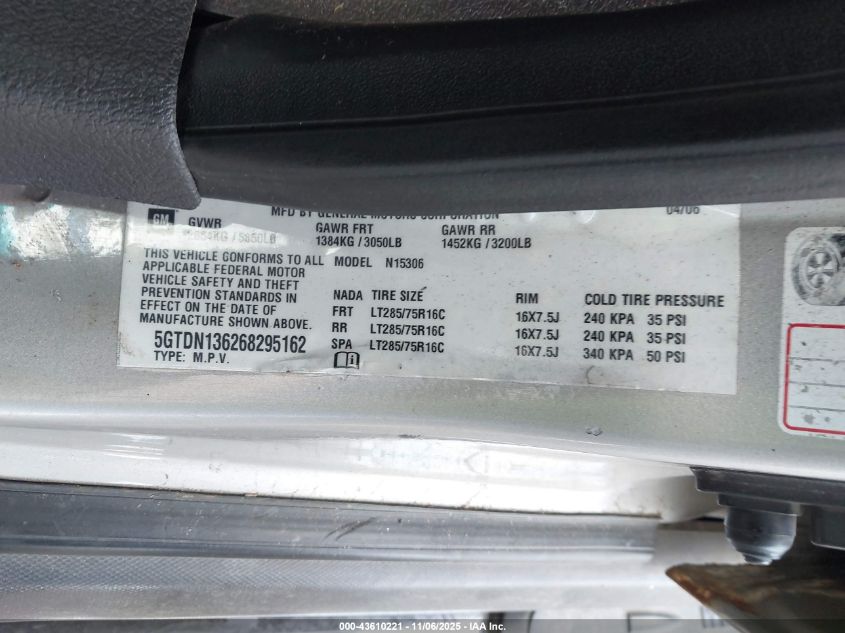 MFD BY GENERAL MOTORS CORPORATION 04/06
GM GVWR GAWR FRT GAWR RR
1384KG / 3050LB 1452KG / 3200LB
THIS VEHICLE CONFORMS TO ALL MODEL N15306
APPLICABLE FEDERAL MOTOR
VEHICLE SAFETY AND THEFT
PREVENTION STANDARDS IN
EFFECT ON THE DATE OF
MANUFACTURE SHOWN ABOVE.
5GTDN136268295162
TYPE: M.P.V.
NADA TIRE SIZE RIM COLD TIRE PRESSURE
FRT LT285/75R16C 16X7.5J 240 KPA 35 PSI
RR LT285/75R16C 16X7.5J 240 KPA 35 PSI
SPA LT285/75R16C 16X7.5J 340 KPA 50 PSI
000-43610221 - 11/06/2025 - IAA Inc.